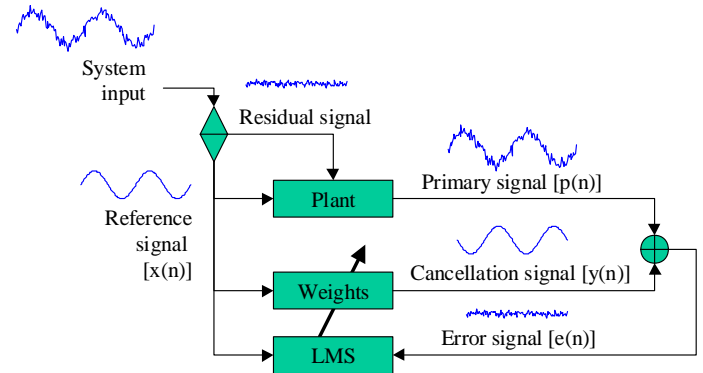 System
input
Residual signal
Primary signal [p(n)]
Plant
Reference
signal
[x(n)]
Cancellation signal [y(n)]
Weights
Error signal [e(n)]
LMS